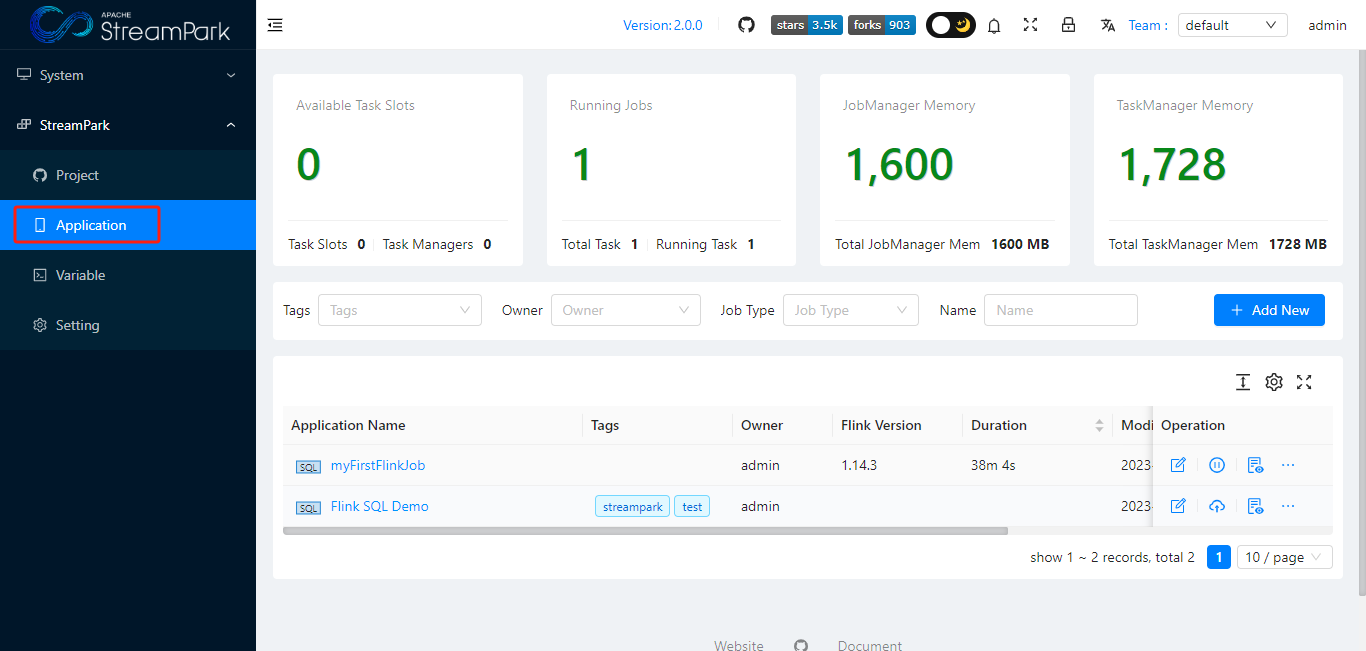 APACHE
StreamPark
Version: 2.0.0
stars 3.5k forks 903
Team : default admin
System
StreamPark
Project
Application
Variable
Setting
Available Task Slots
0
Task Slots 0 Task Managers 0
Running Jobs
1
Total Task 1 Running Task 1
JobManager Memory
1,600
Total JobManager Mem 1600 MB
TaskManager Memory
1,728
Total TaskManager Mem 1728 MB
Tags Tags Owner Owner Job Type Job Type Name Name + Add New
Application Name Tags Owner Flink Version Duration Modi Operation
SQL myFirstFlinkJob admin 1.14.3 38m 4s 2023- ...
SQL Flink SQL Demo streampark test admin 2023- ...
show 1 ~ 2 records, total 2 1 10 / page
Website Document